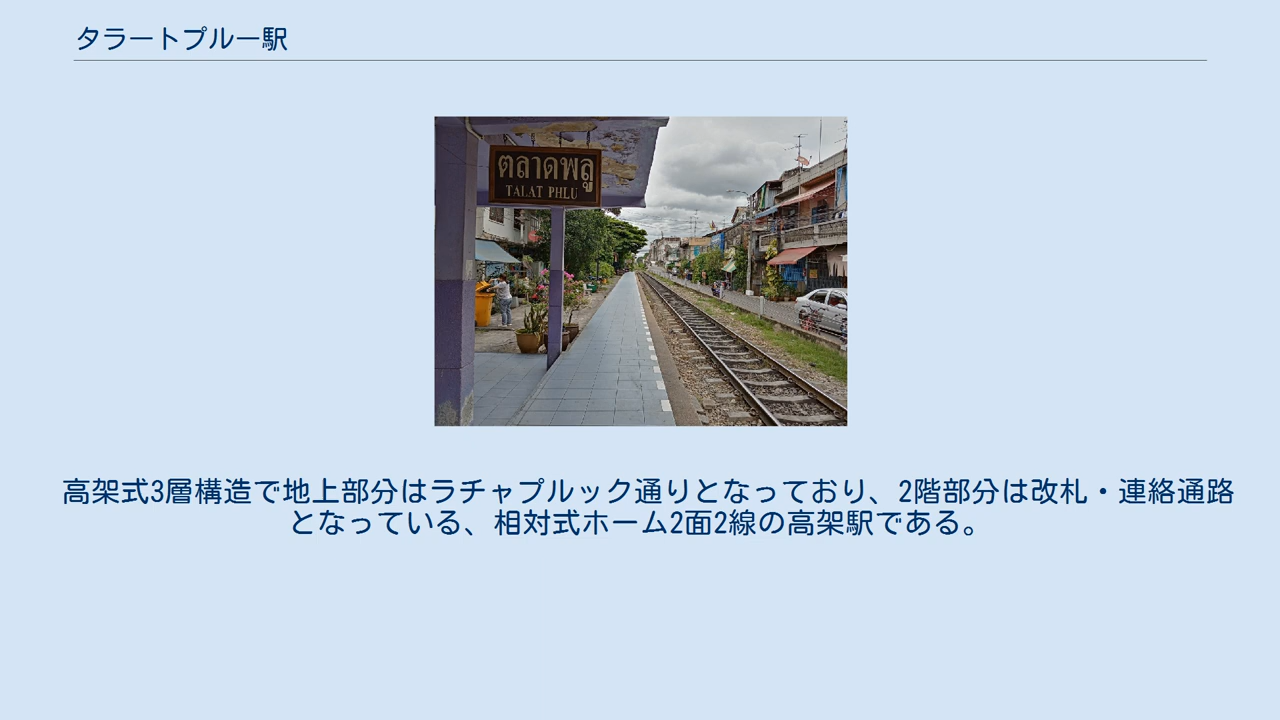 タラートプルー駅
ตลาดพลู
TALAT PHLU
高架式3層構造で地上部分はラチャプルック通りとなっており、2階部分は改札・連絡通路
となっている、相対式ホーム2面2線の高架駅である。